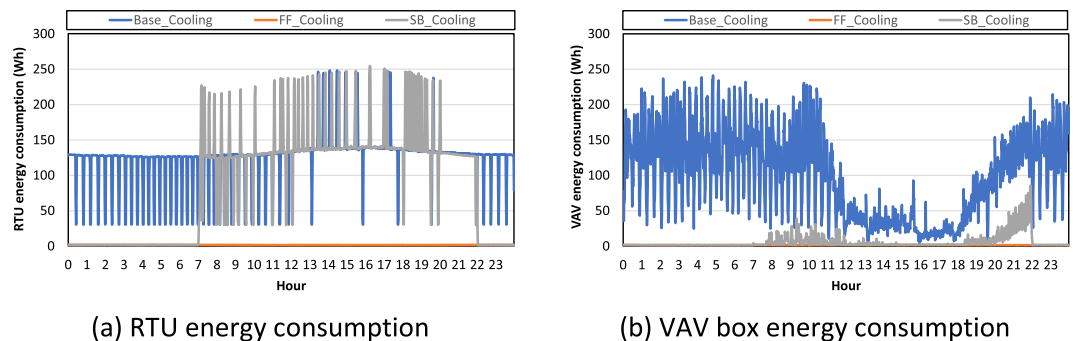 Base_Cooling FF_Cooling SB_Cooling
RTU energy consumption (Wh)
300
250
200
150
100
50
0
0 1 2 3 4 5 6 7 8 9 10 11 12 13 14 15 16 17 18 19 20 21 22 23
Hour
(a) RTU energy consumption
Base_Cooling FF_Cooling SB_Cooling
VAV energy consumption (Wh)
300
250
200
150
100
50
0
0 1 2 3 4 5 6 7 8 9 10 11 12 13 14 15 16 17 18 19 20 21 22 23
Hour
(b) VAV box energy consumption